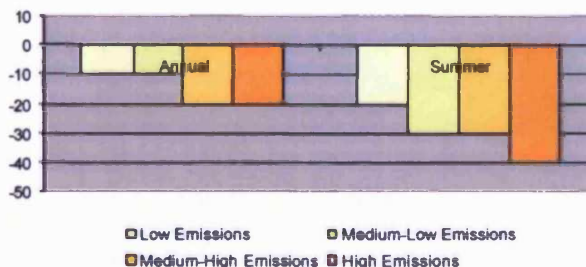 10
0
Annual Summer
-10
-20
-30
-40
-50
Low Emissions Medium-Low Emissions
Medium-High Emissions High Emissions